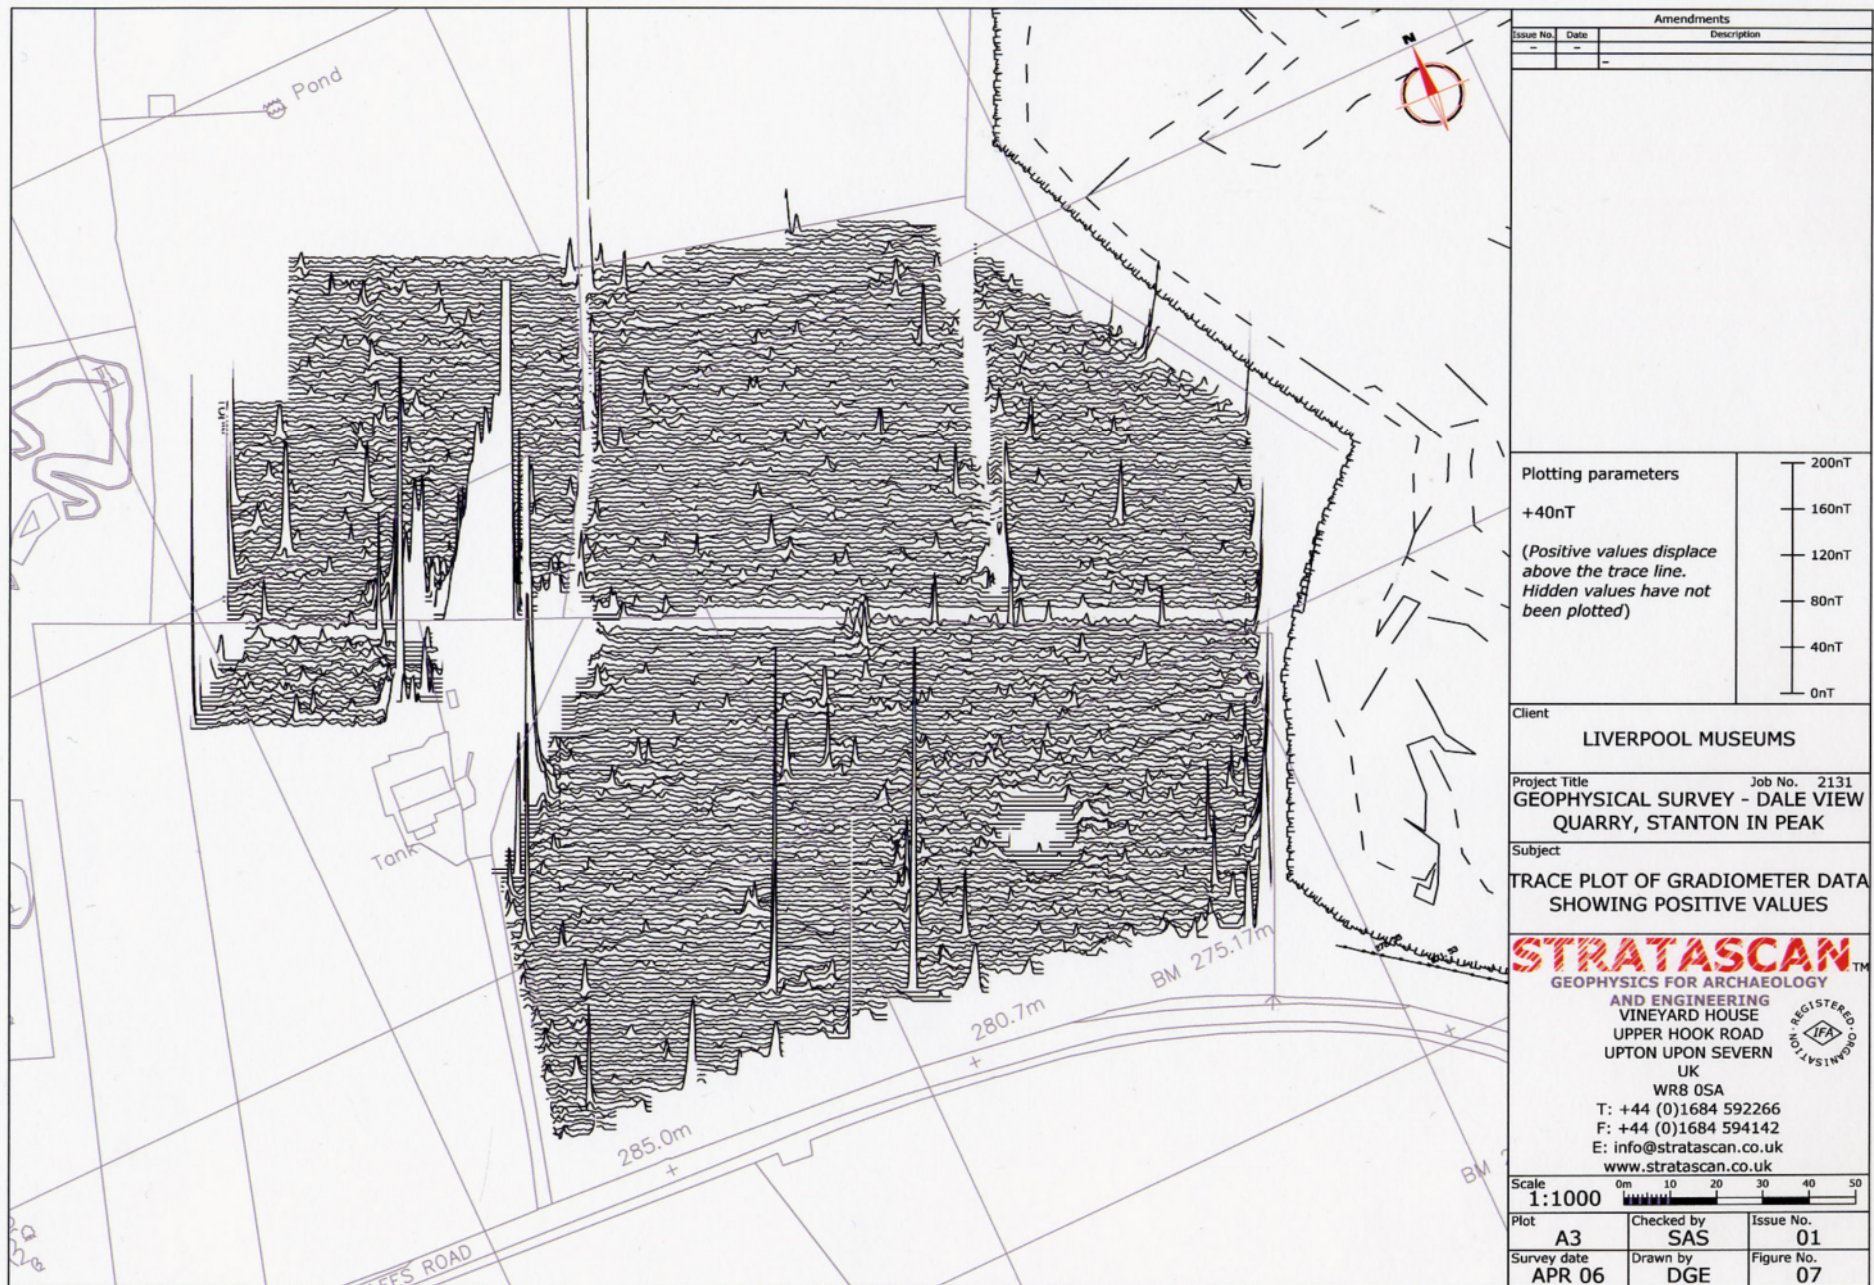 Pond
N
Tank
BM 275.17m
280.7m
285.0m
BM
ROAD
Amendments
Issue No. Date Description
– –
–
Plotting parameters
+40nT
(Positive values displace
above the trace line.
Hidden values have not
been plotted)
200nT
160nT
120nT
80nT
40nT
0nT
Client
LIVERPOOL MUSEUMS
Project Title Job No. 2131
GEOPHYSICAL SURVEY - DALE VIEW
QUARRY, STANTON IN PEAK
Subject
TRACE PLOT OF GRADIOMETER DATA
SHOWING POSITIVE VALUES
STRATASCAN TM
GEOPHYSICS FOR ARCHAEOLOGY
AND ENGINEERING
VINEYARD HOUSE
UPPER HOOK ROAD
UPTON UPON SEVERN
UK
WR8 0SA
T: +44 (0)1684 592266
F: +44 (0)1684 594142
E: info@stratascan.co.uk
www.stratascan.co.uk
REGISTERED · ORGANISATION
IFA
Scale
1:1000
0m 10 20 30 40 50
Plot
A3
Checked by
SAS
Issue No.
01
Survey date
APR 06
Drawn by
DGE
Figure No.
07